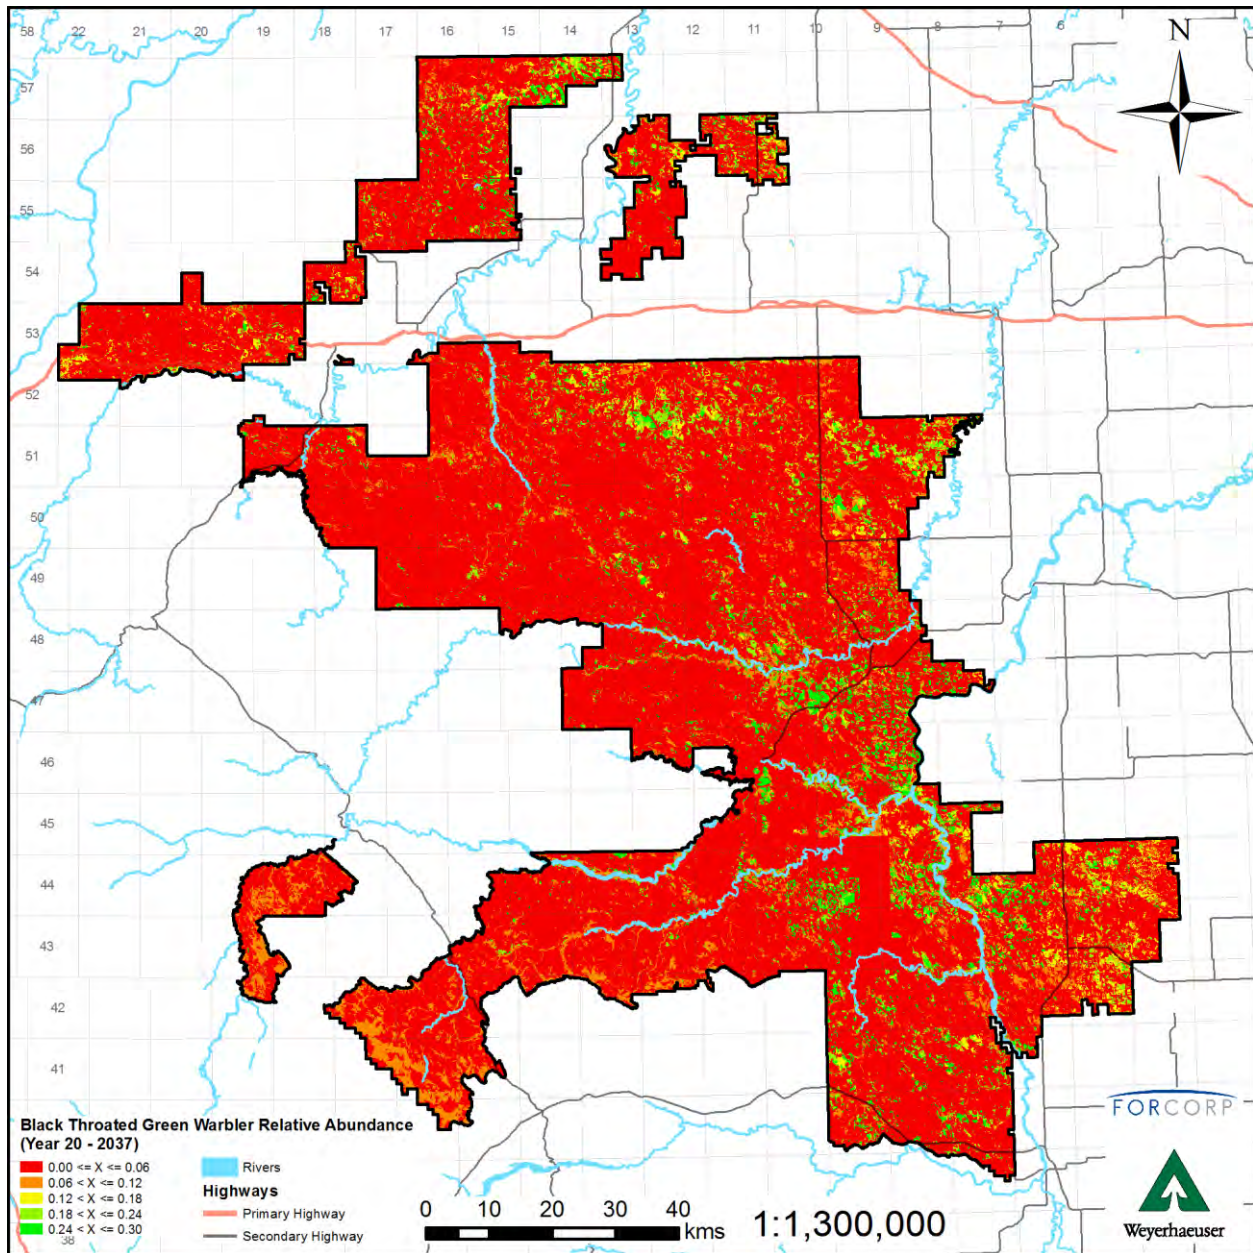 58 22 21 20 19 18 17 16 15 14 13 12 11 10 9 8 7 6
N
57
56
55
54
53
52
51
50
49
48
47
46
45
44
43
42
41
FORCORP
Black Throated Green Warbler Relative Abundance
(Year 20 - 2037)
0.00 <= X <= 0.06
0.06 <= X <= 0.12
0.12 <= X <= 0.18
0.18 <= X <= 0.24
0.24 <= X <= 0.30
Rivers
Highways
Primary Highway
Secondary Highway
0 10 20 30 40 kms
1:1,300,000
Weyerhaeuser
38